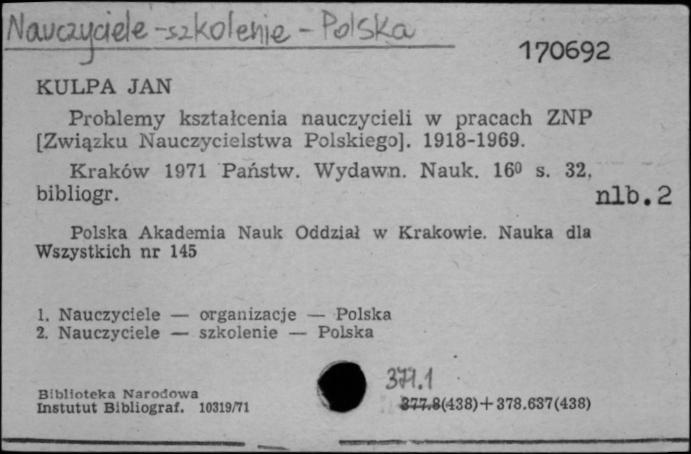 Nauczyciele - szkolenie - Polska
170692
KULPA JAN
Problemy kształcenia nauczycieli w pracach ZNP
[Związku Nauczycielstwa Polskiego]. 1918-1969.
Kraków 1971 Państw. Wydawn. Nauk. 16º s. 32,
bibliogr. nlb. 2
Polska Akademia Nauk Oddział w Krakowie. Nauka dla
Wszystkich nr 145
1. Nauczyciele — organizacje — Polska
2. Nauczyciele — szkolenie — Polska
371.1
Biblioteka Narodowa
Instutut Bibliograf. 10319/71
377.8(438)+378.637(438)